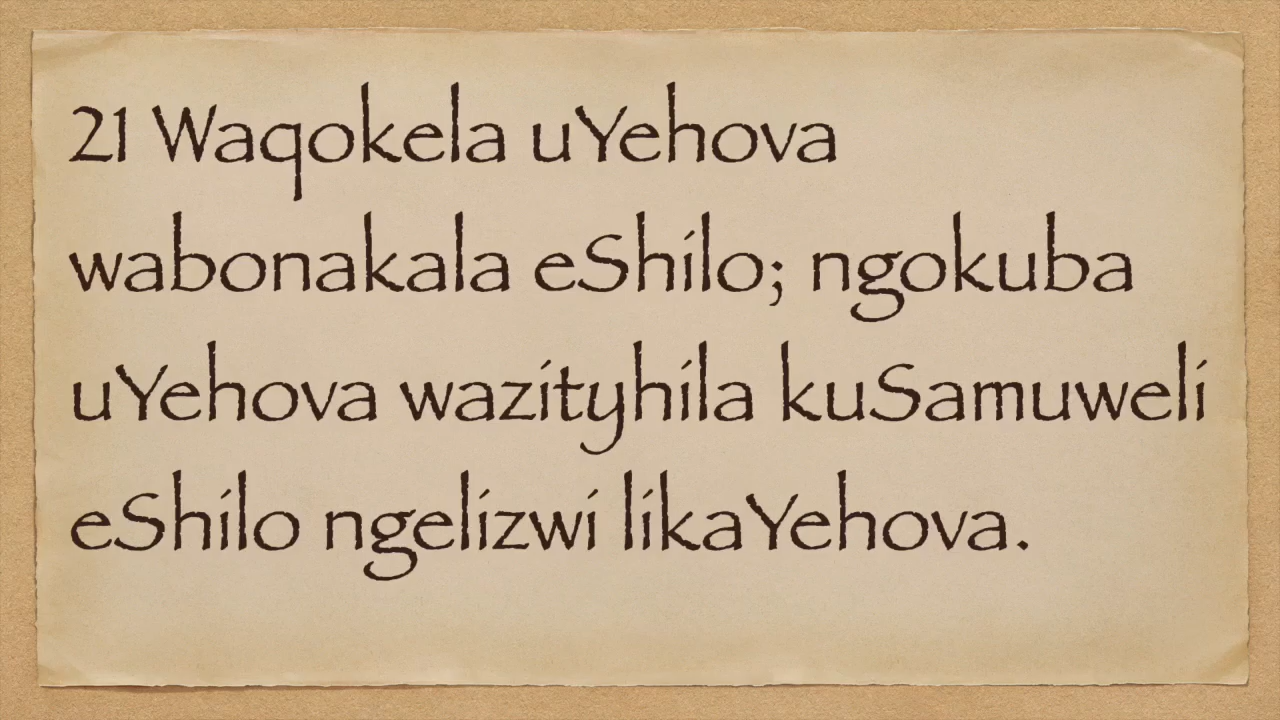 21 Waqokela uYehova
wabonakala eShilo; ngokuba
uYehova wazityhila kuSamuweli
eShilo ngelizwi likaYehova.